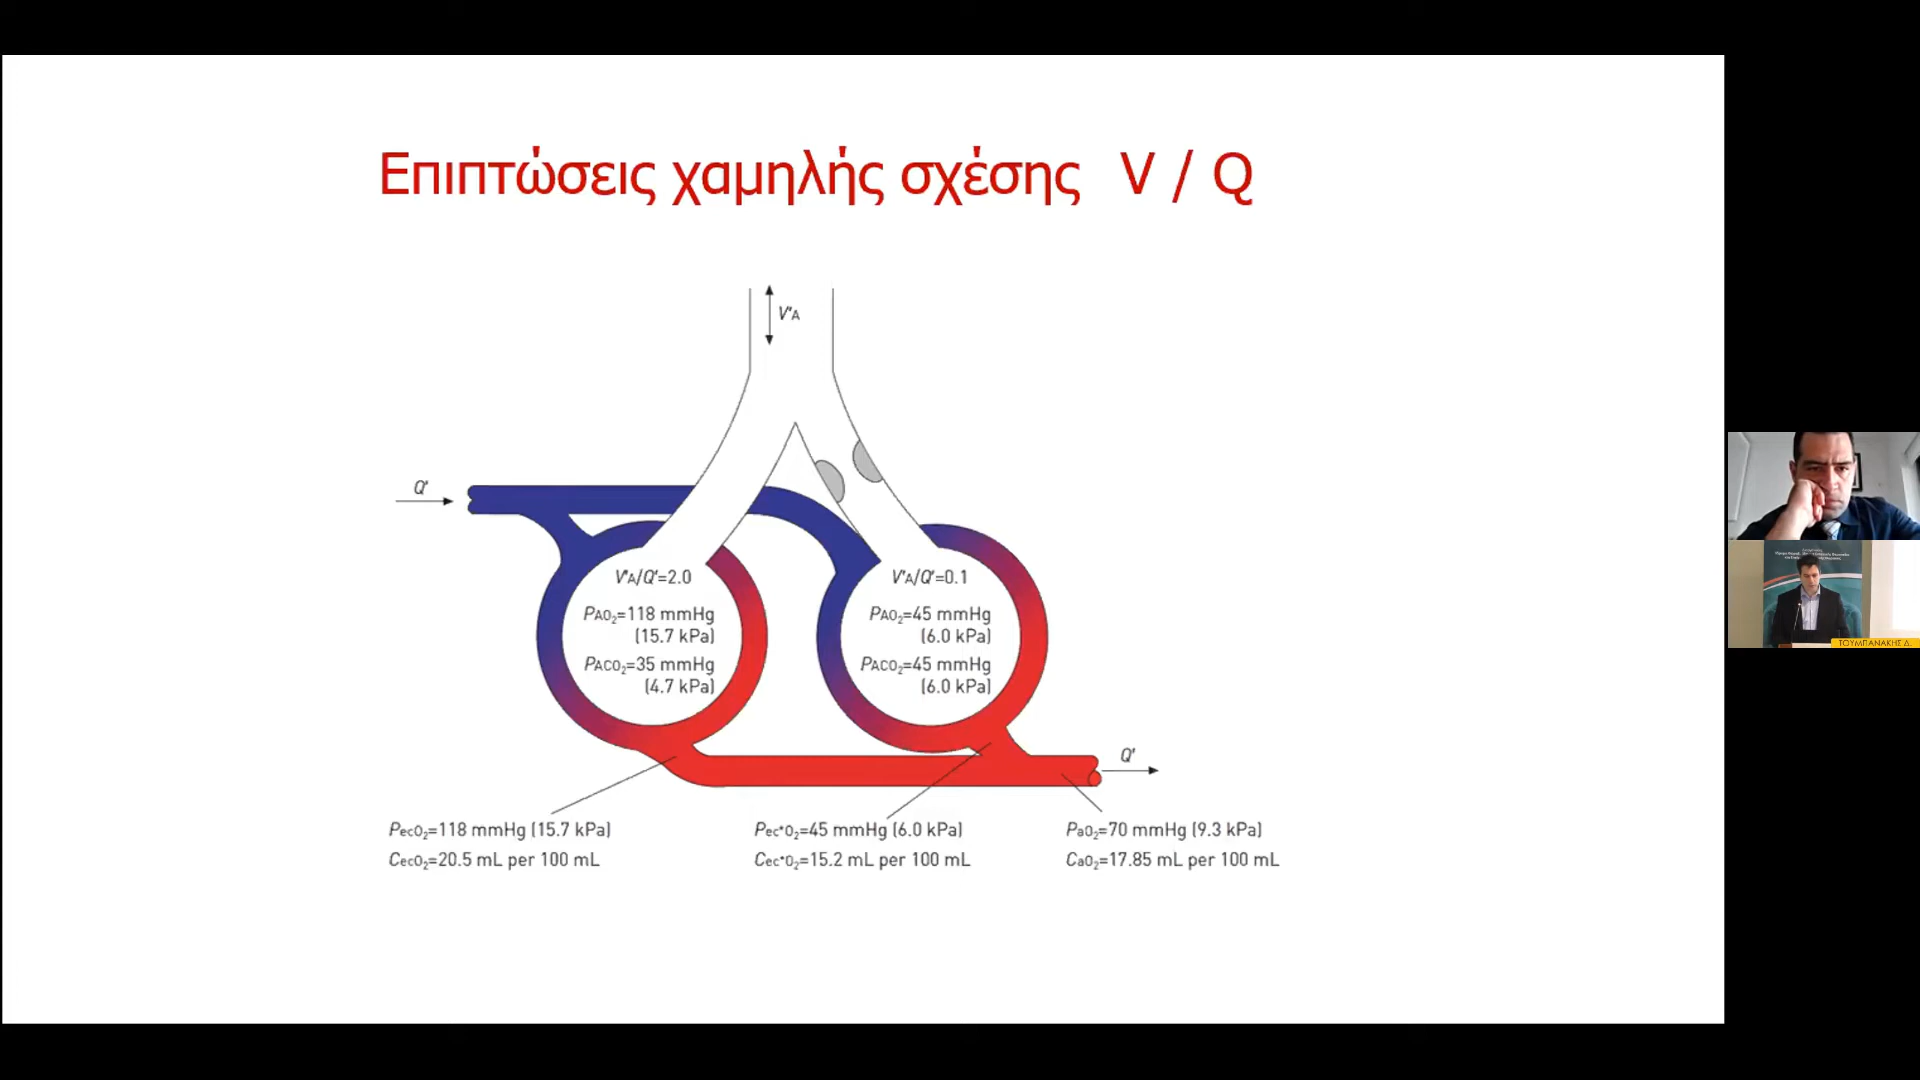 Επιπτώσεις χαμηλής σχέσης V / Q
V'A
Q'
V'A/Q'=2.0
PAO2=118 mmHg
(15.7 kPa)
PACO2=35 mmHg
(4.7 kPa)
V'A/Q'=0.1
PAO2=45 mmHg
(6.0 kPa)
PACO2=45 mmHg
(6.0 kPa)
Q'
PecO2=118 mmHg (15.7 kPa)
CecO2=20.5 mL per 100 mL
Pec*O2=45 mmHg (6.0 kPa)
Cec*O2=15.2 mL per 100 mL
PaO2=70 mmHg (9.3 kPa)
CaO2=17.85 mL per 100 mL
ΤΟΥΜΠΑΝΑΚΗΣ Δ.